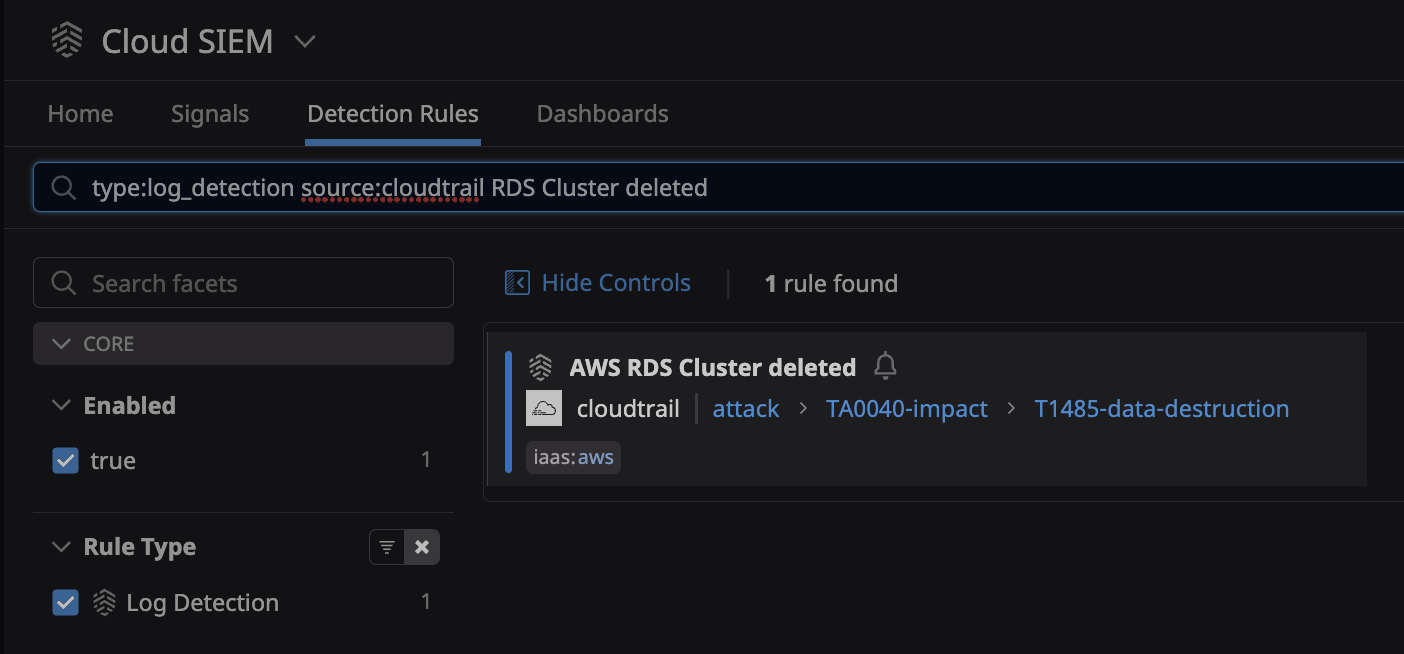 Cloud SIEM
Home Signals Detection Rules Dashboards
type:log_detection source:cloudtrail RDS Cluster deleted
Search facets
Hide Controls
1 rule found
CORE
Enabled
true 1
Rule Type
Log Detection 1
AWS RDS Cluster deleted
cloudtrail attack > TA0040-impact > T1485-data-destruction
iaas:aws